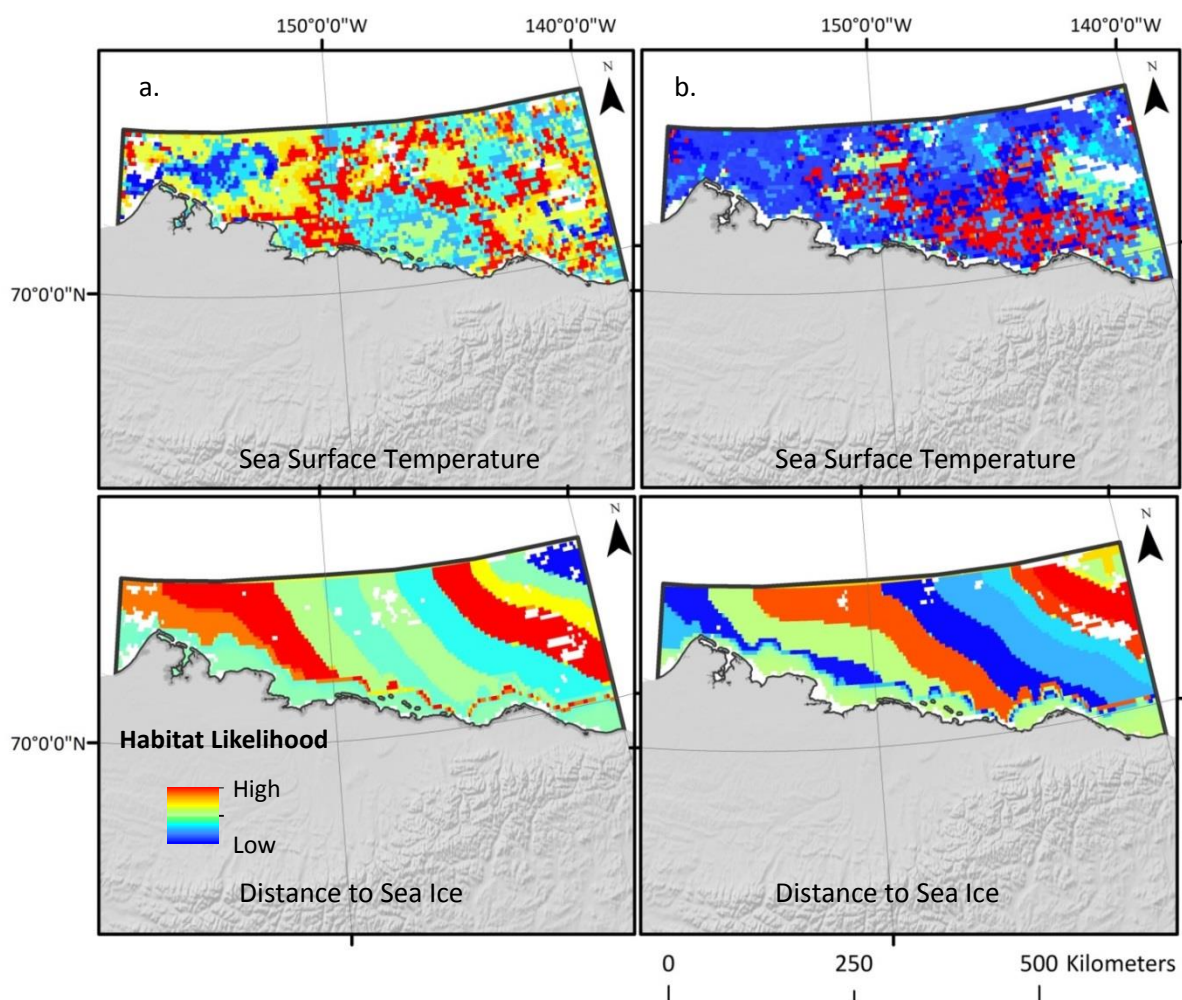 150°0'0"W 140°0'0"W 150°0'0"W 140°0'0"W
a.
N
b.
N
70°0'0"N
Sea Surface Temperature
Sea Surface Temperature
N
N
70°0'0"N
Habitat Likelihood
High
Low
Distance to Sea Ice
Distance to Sea Ice
0 250 500 Kilometers